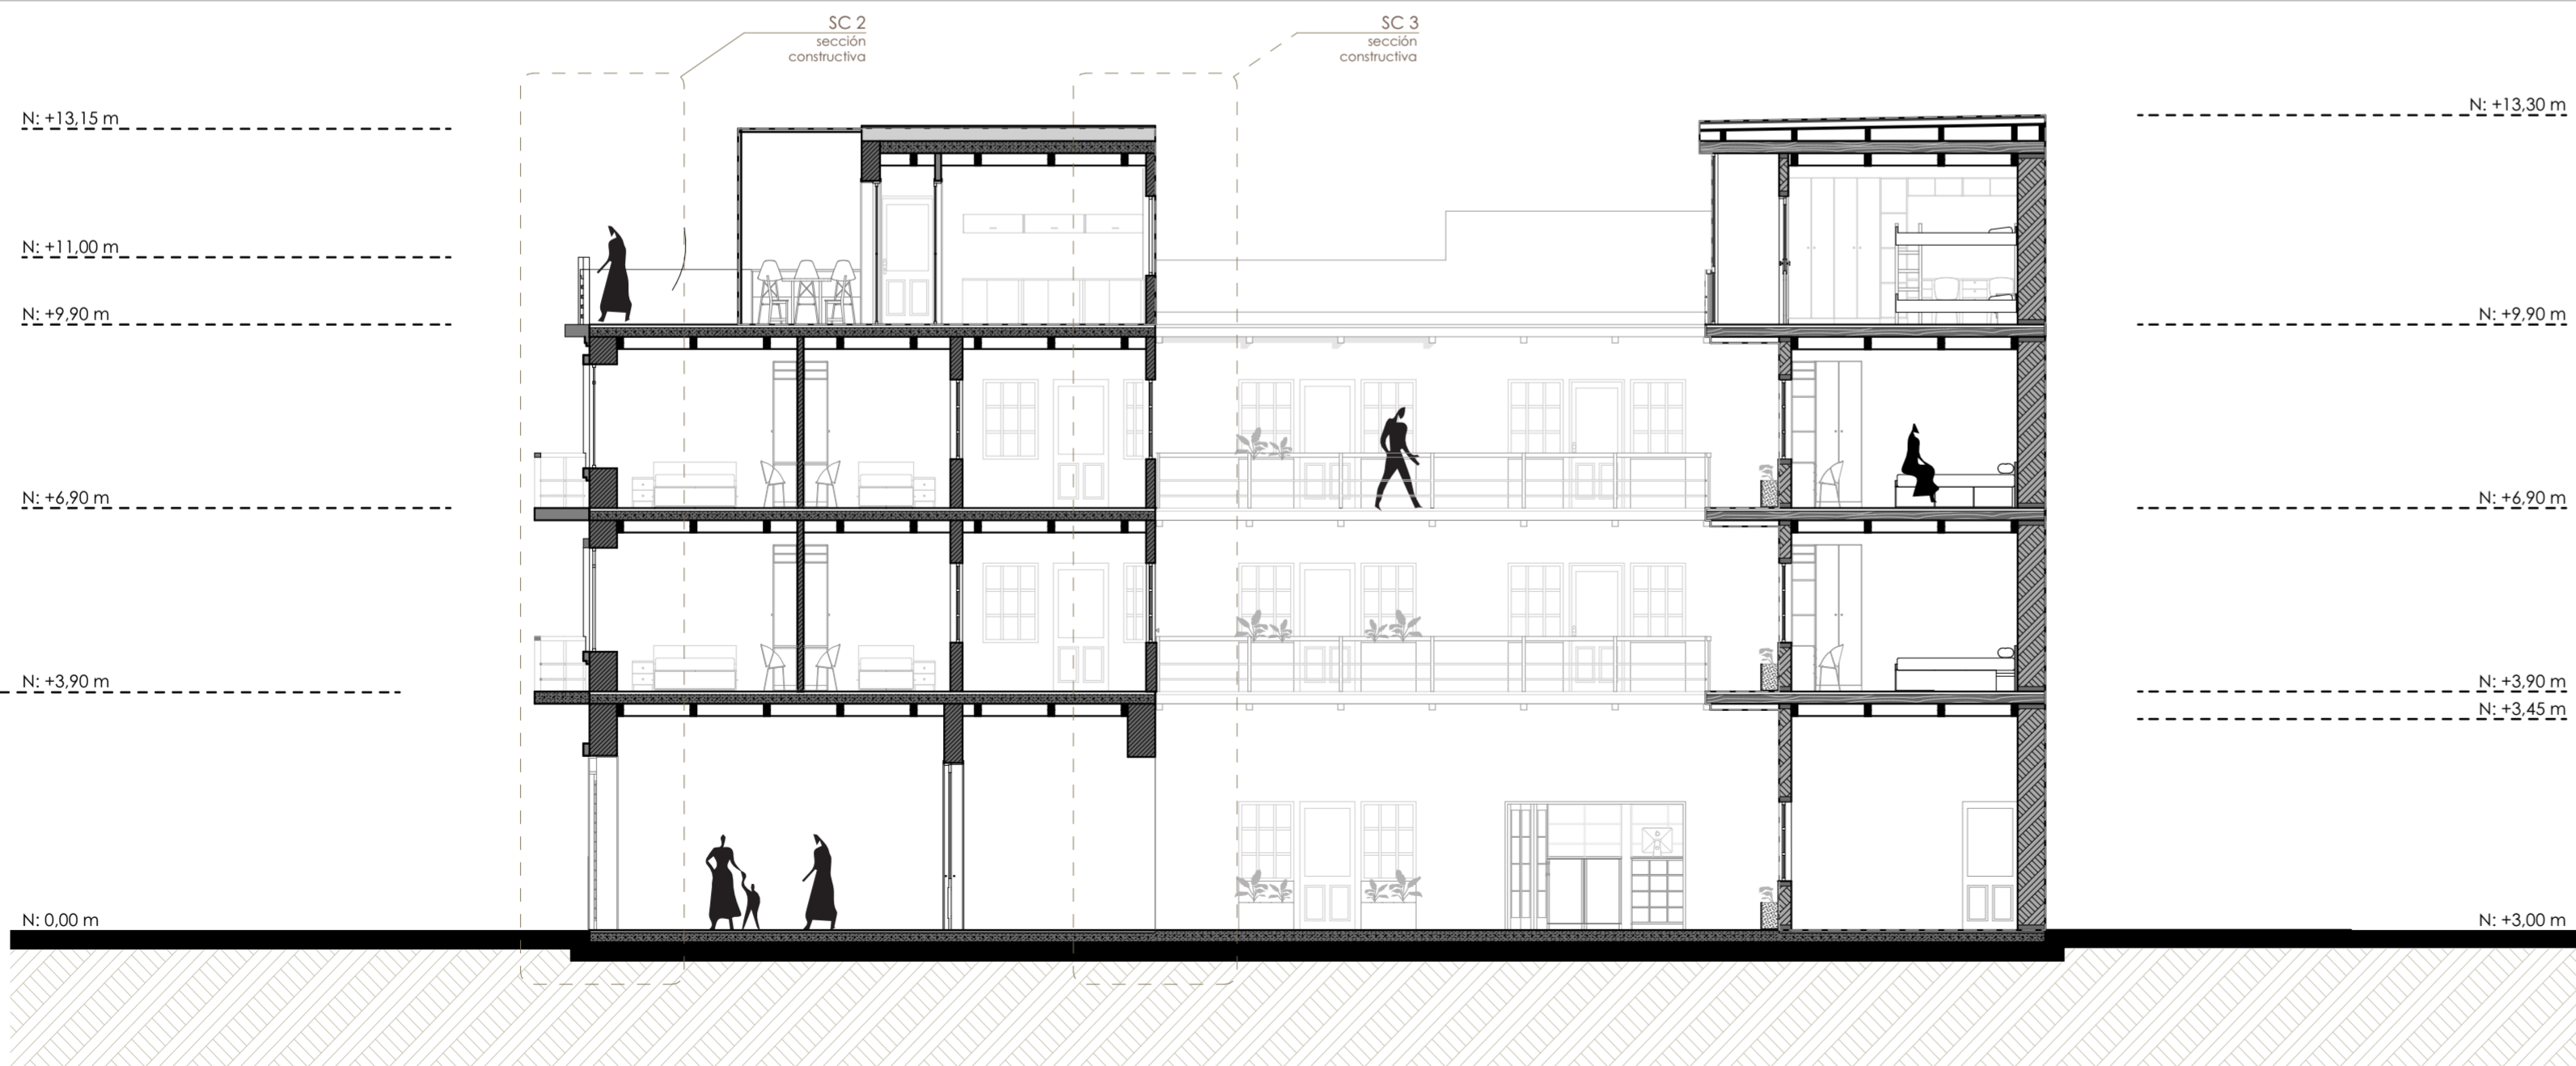 SC 2
sección
constructiva
SC 3
sección
constructiva
N: +13,15 m
N: +11,00 m
N: +9,90 m
N: +6,90 m
N: +3,90 m
N: 0,00 m
N: +13,30 m
N: +9,90 m
N: +6,90 m
N: +3,90 m
N: +3,45 m
N: +3,00 m